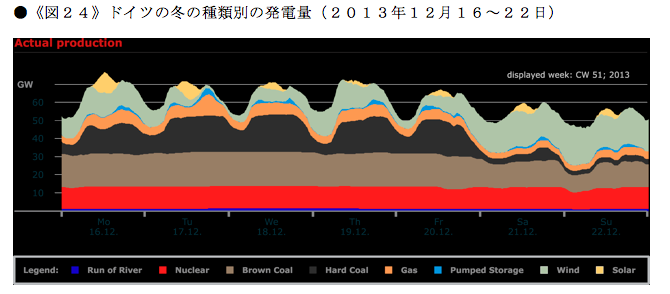 ●《図２４》ドイツの冬の種類別の発電量（２０１３年１２月１６～２２日）
Actual production
GW
displayed week: CW 51; 2013
60
50
40
30
20
10
Mo Tu We Th Fr Sa Su
16.12. 17.12. 18.12. 19.12. 20.12. 21.12. 22.12.
Legend: Run of River Nuclear Brown Coal Hard Coal Gas Pumped Storage Wind Solar